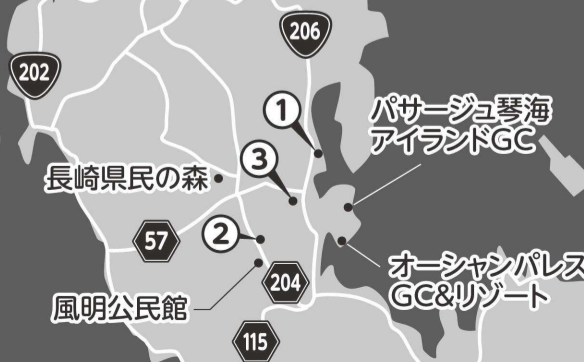 206
202
①
パサージュ琴海
アイランドGC
③
長崎県民の森
②
57
オーシャンパレス
GC&リゾート
204
風明公民館
115